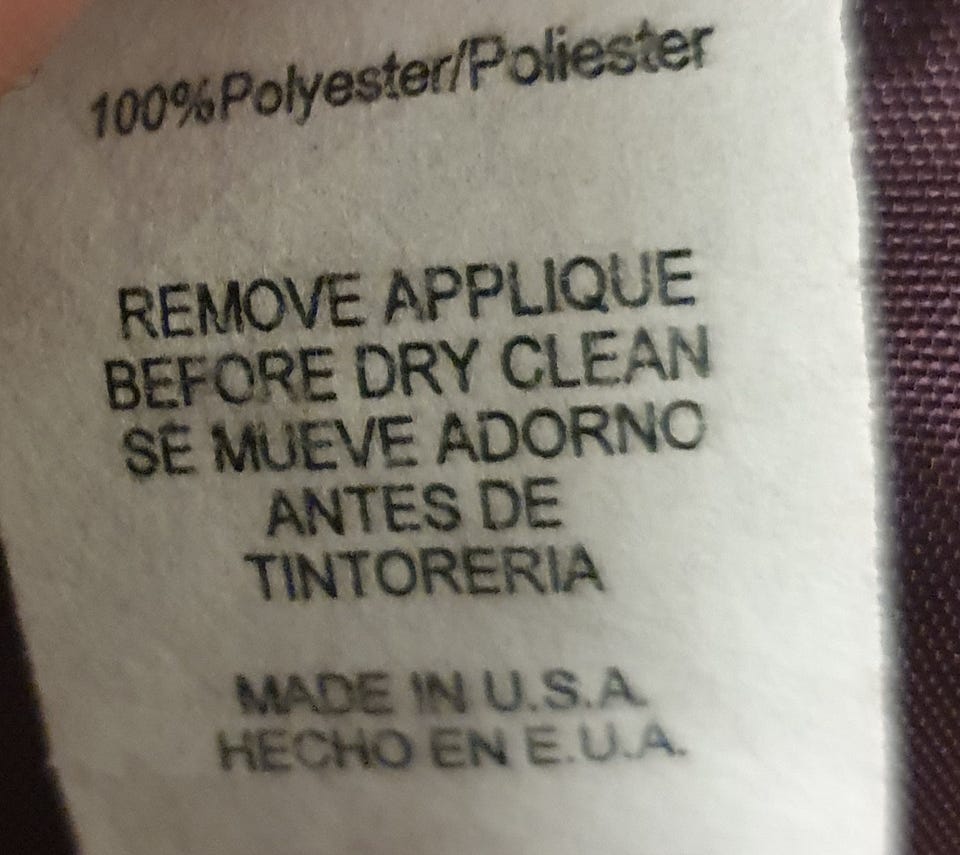 100%Polyester/Poliester
REMOVE APPLIQUE
BEFORE DRY CLEAN
SE MUEVE ADORNO
ANTES DE
TINTORERIA
MADE IN U.S.A.
HECHO EN E.U.A.